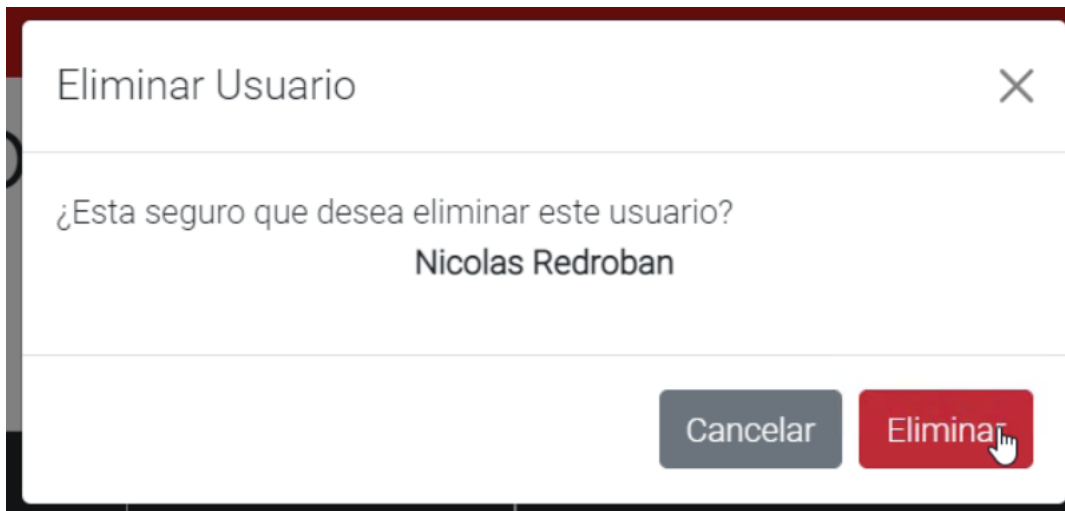 Eliminar Usuario
¿Esta seguro que desea eliminar este usuario?
Nicolas Redroban
Cancelar
Eliminar